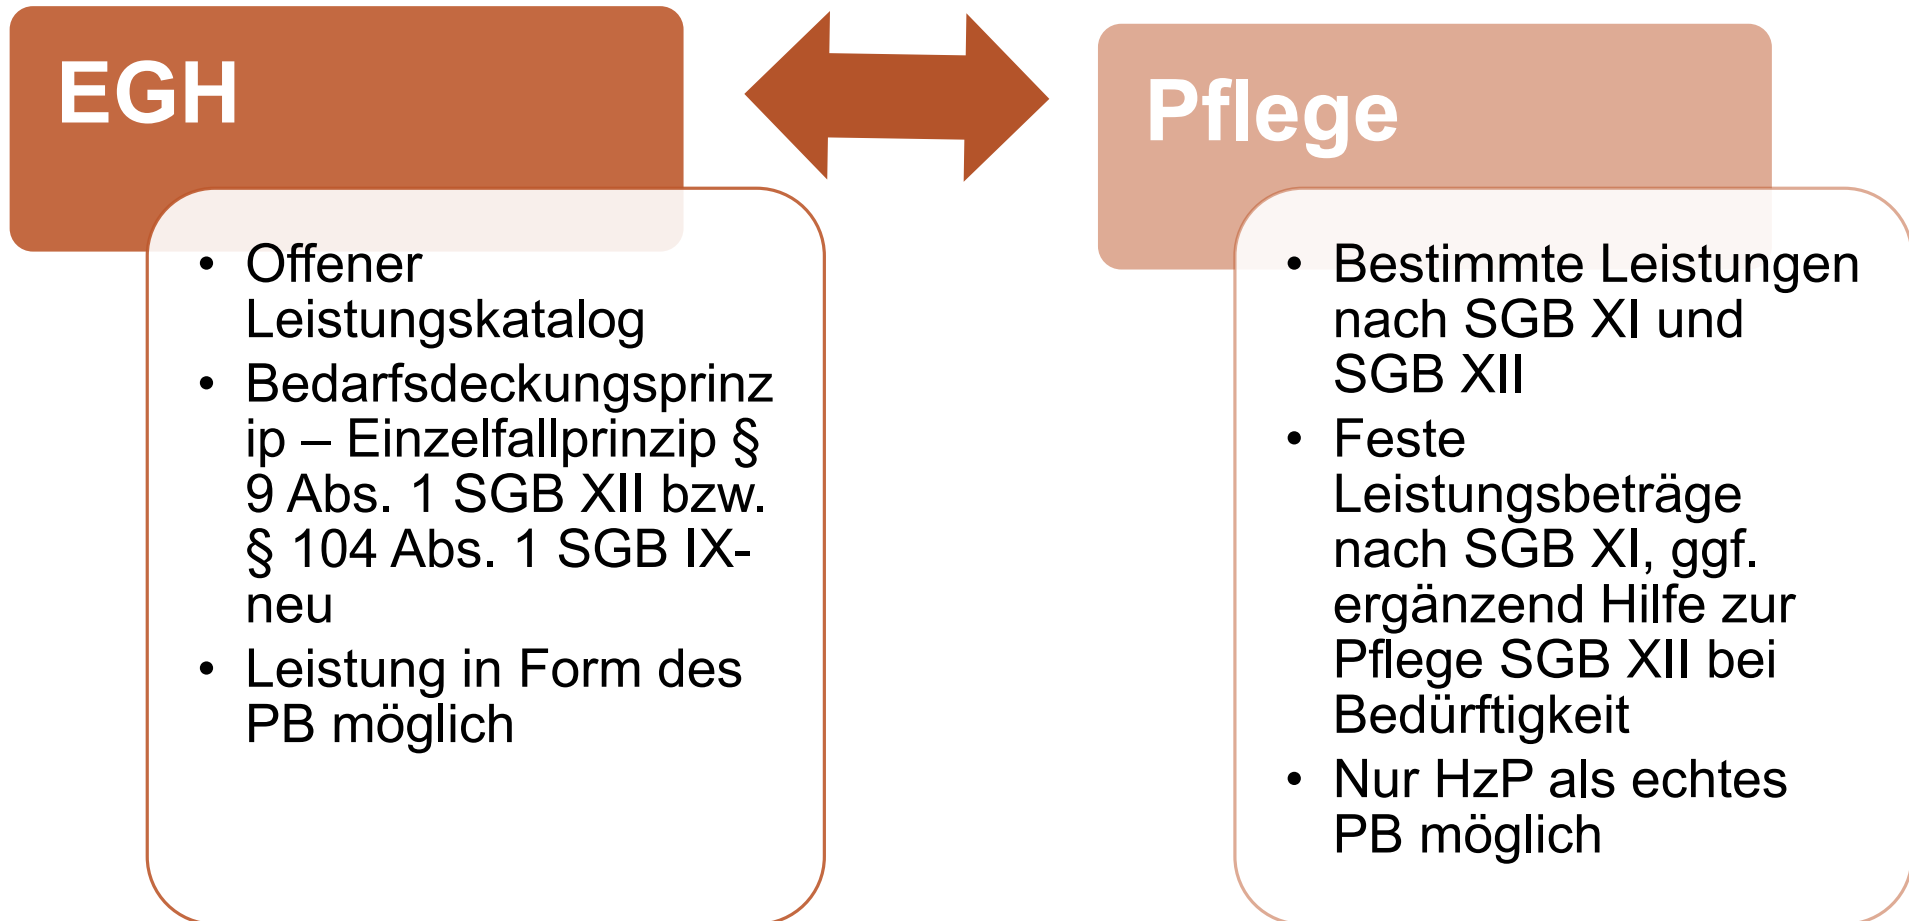 EGH
• Offener
Leistungskatalog
• Bedarfsdeckungsprinz
ip – Einzelfallprinzip §
9 Abs. 1 SGB XII bzw.
§ 104 Abs. 1 SGB IX-
neu
• Leistung in Form des
PB möglich
Pflege
• Bestimmte Leistungen
nach SGB XI und
SGB XII
• Feste
Leistungsbeträge
nach SGB XI, ggf.
ergänzend Hilfe zur
Pflege SGB XII bei
Bedürftigkeit
• Nur HzP als echtes
PB möglich